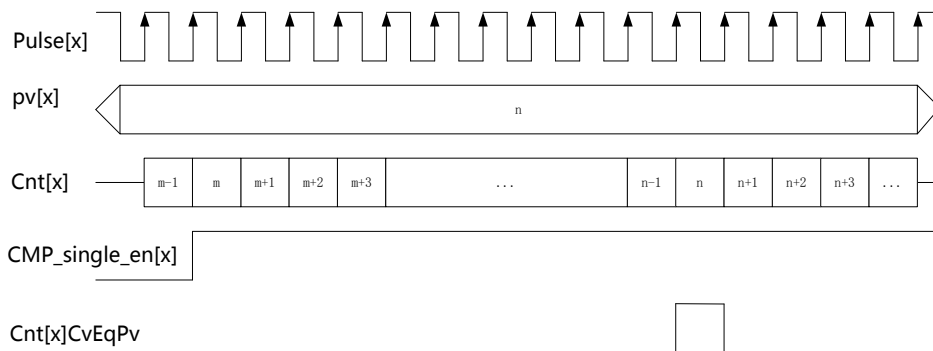 Pulse[x]
pv[x]
n
Cnt[x]
m-1 m m+1 m+2 m+3 ... n-1 n n+1 n+2 n+3 ...
CMP_single_en[x]
Cnt[x]CvEqPv